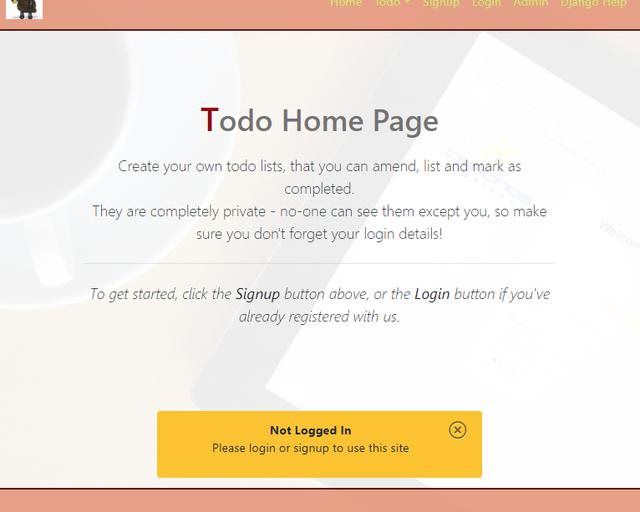 Home Todo Signup Login Admin Django Help
Todo Home Page
Create your own todo lists, that you can amend, list and mark as
completed.
They are completely private - no-one can see them except you, so make
sure you don't forget your login details!
To get started, click the Signup button above, or the Login button if you've
already registered with us.
Welcom
Not Logged In
Please login or signup to use this site